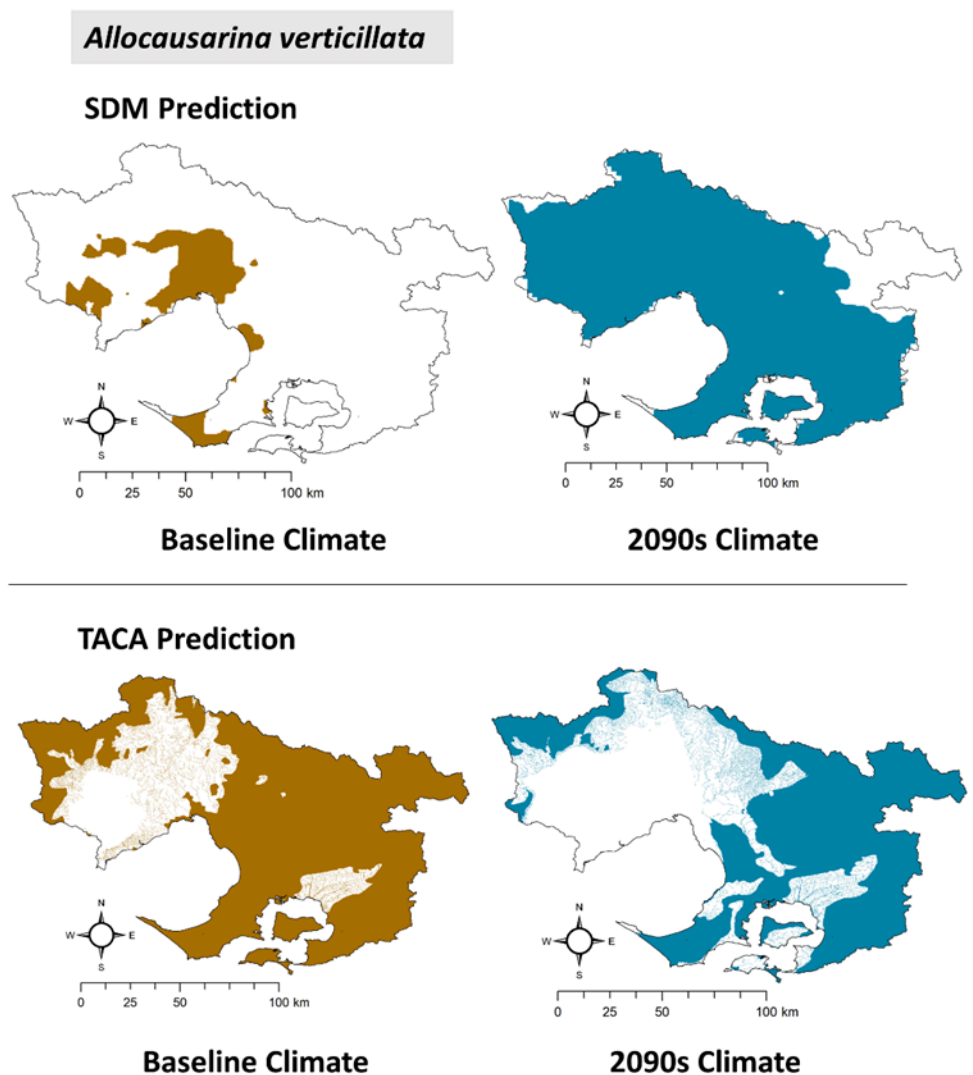 Allocausarina verticillata
SDM Prediction
N
W E
S
0 25 50 100 km
Baseline Climate
N
W E
S
0 25 50 100 km
2090s Climate
TACA Prediction
N
W E
S
0 25 50 100 km
Baseline Climate
N
W E
S
0 25 50 100 km
2090s Climate